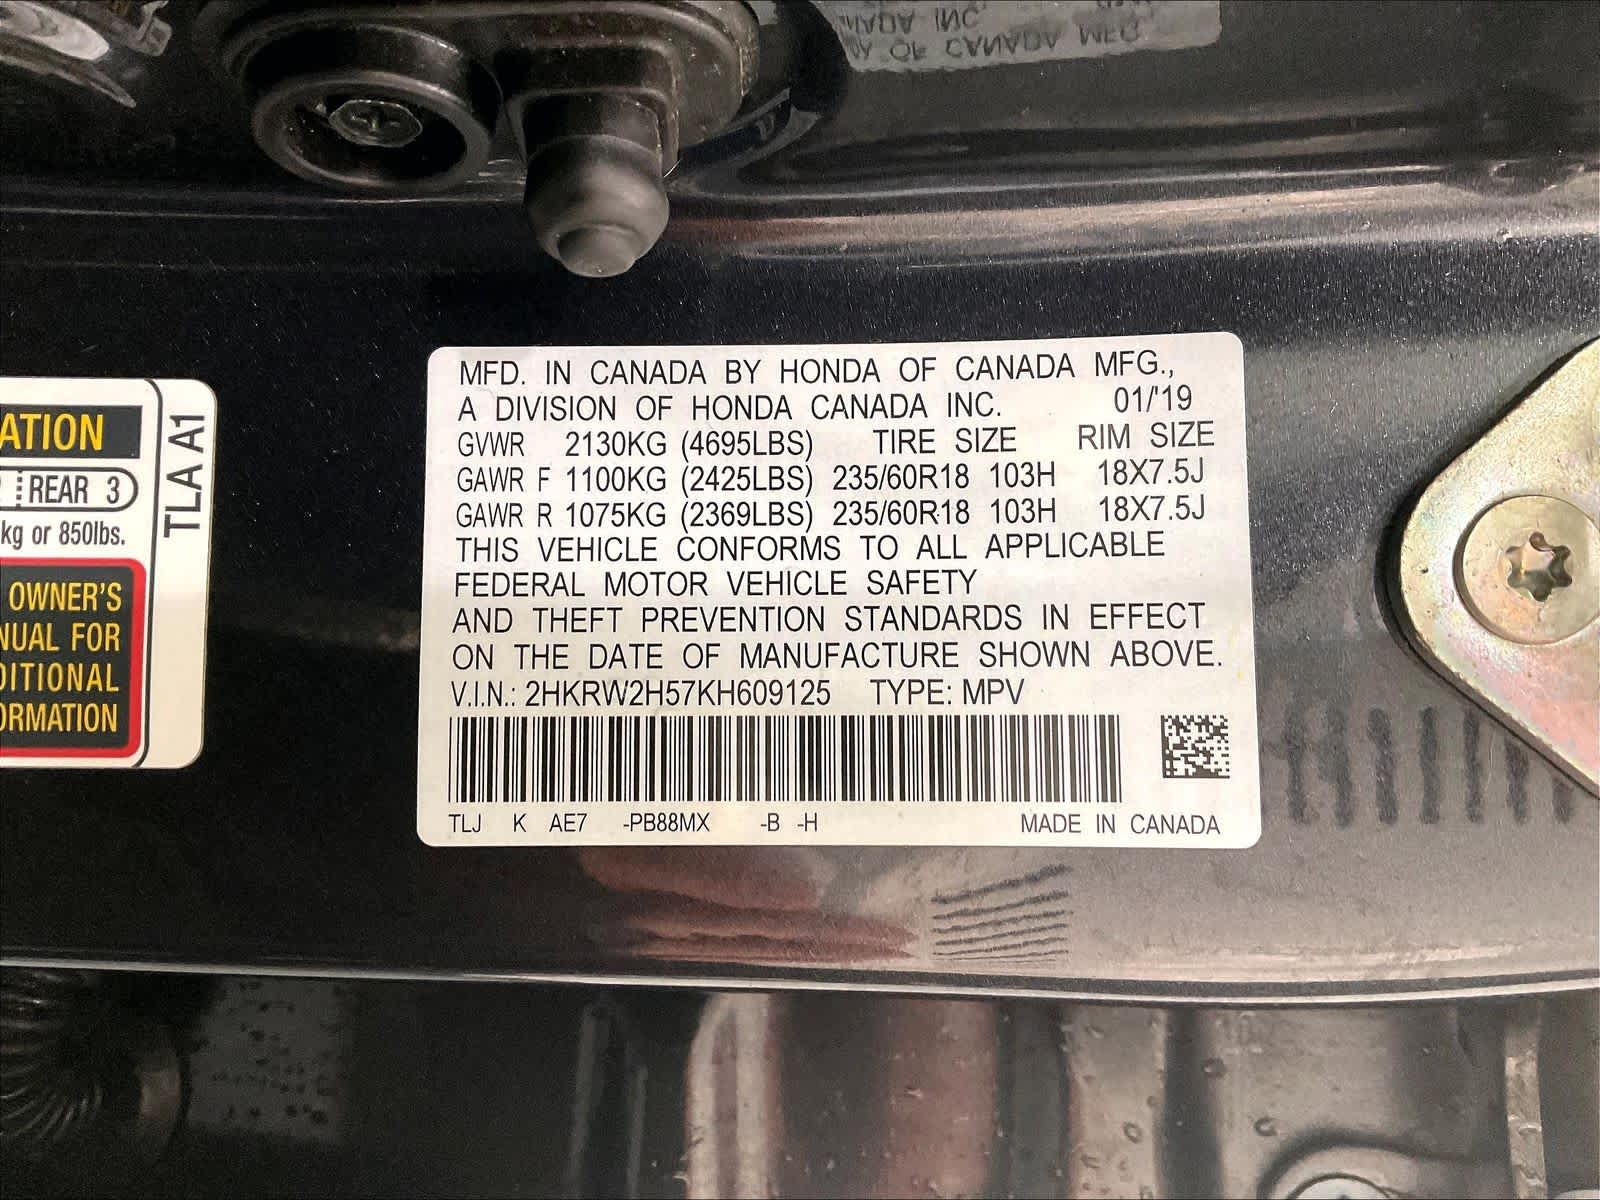 MFD. IN CANADA BY HONDA OF CANADA MFG.,
A DIVISION OF HONDA CANADA INC. 01/'19
GVWR 2130KG (4695LBS) TIRE SIZE RIM SIZE
GAWR F 1100KG (2425LBS) 235/60R18 103H 18X7.5J
GAWR R 1075KG (2369LBS) 235/60R18 103H 18X7.5J
THIS VEHICLE CONFORMS TO ALL APPLICABLE
FEDERAL MOTOR VEHICLE SAFETY
AND THEFT PREVENTION STANDARDS IN EFFECT
ON THE DATE OF MANUFACTURE SHOWN ABOVE.
V.I.N.: 2HKRW2H57KH609125 TYPE: MPV
TLJ K AE7 -PB88MX -B -H MADE IN CANADA
ATION
REAR 3
kg or 850lbs.
OWNER'S
NUAL FOR
DITIONAL
ORMATION
TLA A1